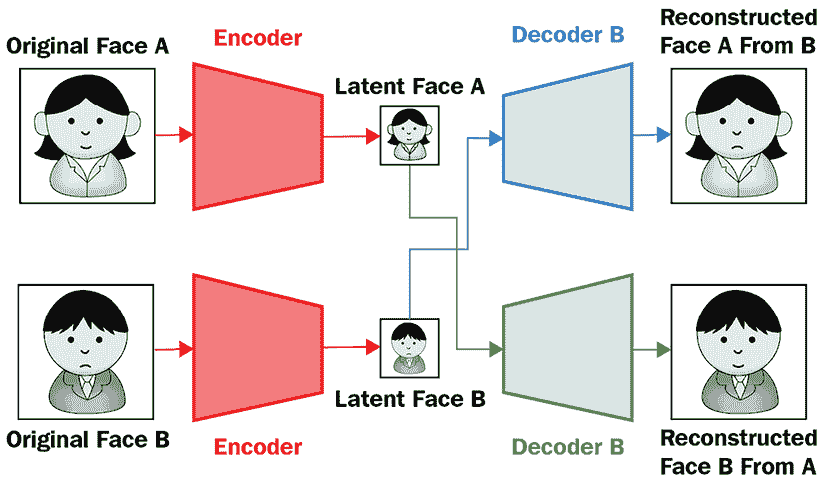 Original Face A
Encoder
Latent Face A
Decoder B
Reconstructed
Face A From B
Original Face B
Encoder
Latent Face B
Decoder B
Reconstructed
Face B From A